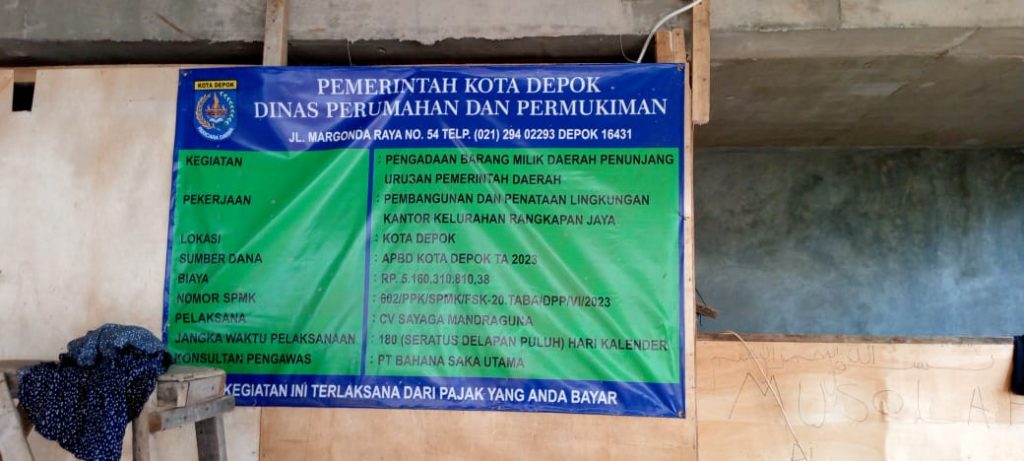 KOTA DEPOK
PEMERINTAH KOTA DEPOK
DINAS PERUMAHAN DAN PERMUKIMAN
JL. MARGONDA RAYA NO. 54 TELP. (021) 294 02293 DEPOK 16431
KEGIATAN : PENGADAAN BARANG MILIK DAERAH PENUNJANG
URUSAN PEMERINTAH DAERAH
PEKERJAAN : PEMBANGUNAN DAN PENATAAN LINGKUNGAN
KANTOR KELURAHAN RANGKAPAN JAYA
LOKASI : KOTA DEPOK
SUMBER DANA : APBD KOTA DEPOK TA 2023
BIAYA : RP. 5.160.310.810,38
NOMOR SPMK : 602/PPK/SPMK/FSK-20.TABA/DPP/VI/2023
PELAKSANA : CV SAYAGA MANDRAGUNA
JANGKA WAKTU PELAKSANAAN : 180 (SERATUS DELAPAN PULUH) HARI KALENDER
KONSULTAN PENGAWAS : PT BAHANA SAKA UTAMA
KEGIATAN INI TERLAKSANA DARI PAJAK YANG ANDA BAYAR
MUSOLAH